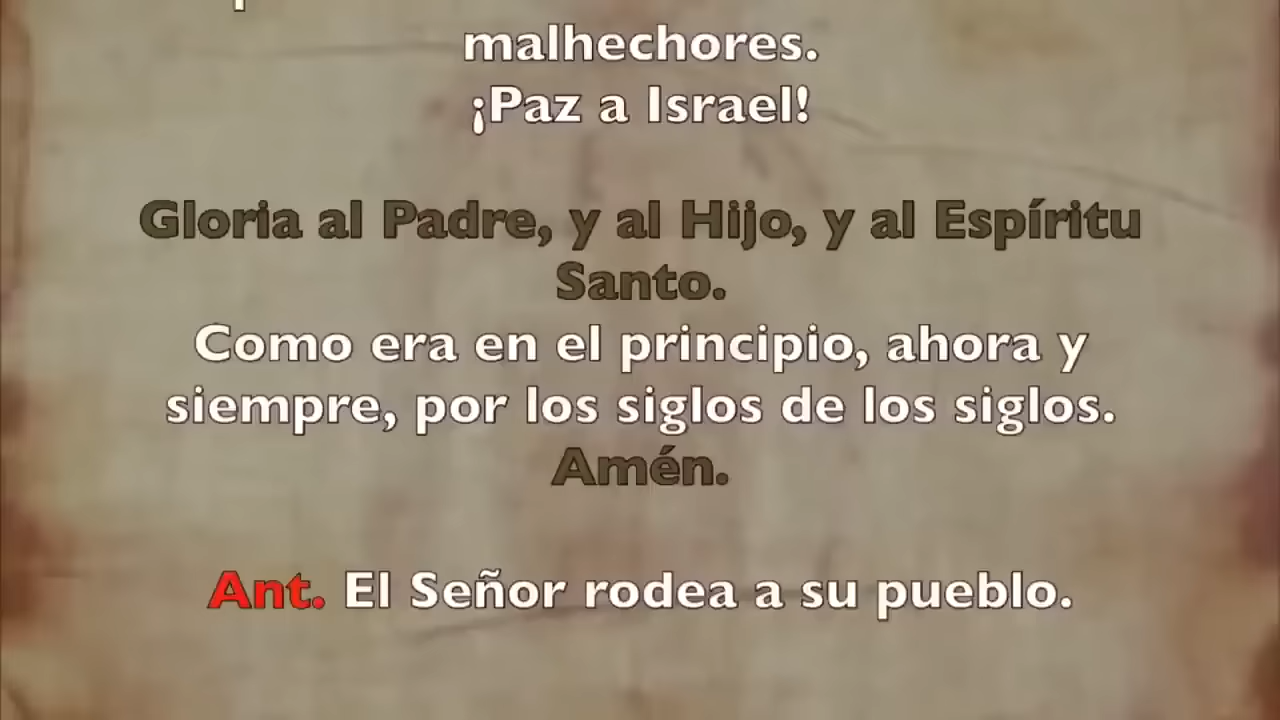 malhechores.
¡Paz a Israel!
Gloria al Padre, y al Hijo, y al Espíritu
Santo.
Como era en el principio, ahora y
siempre, por los siglos de los siglos.
Amén.
Ant. El Señor rodea a su pueblo.